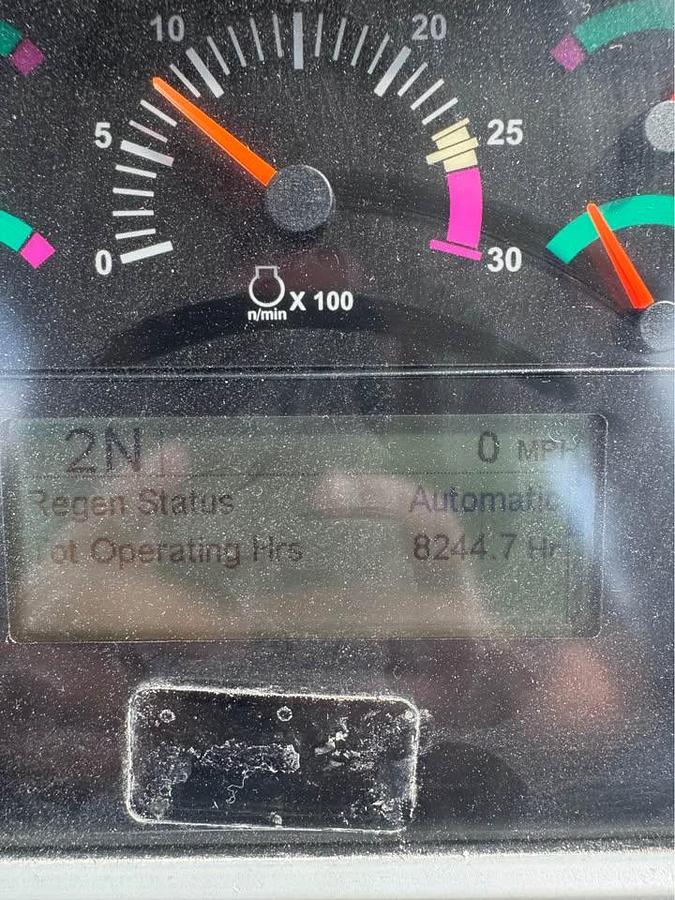 10
20
5
25
0
30
n/min X 100
2N 0 MPH
Regen Status Automatic
Tot Operating Hrs 8244.7 Hr